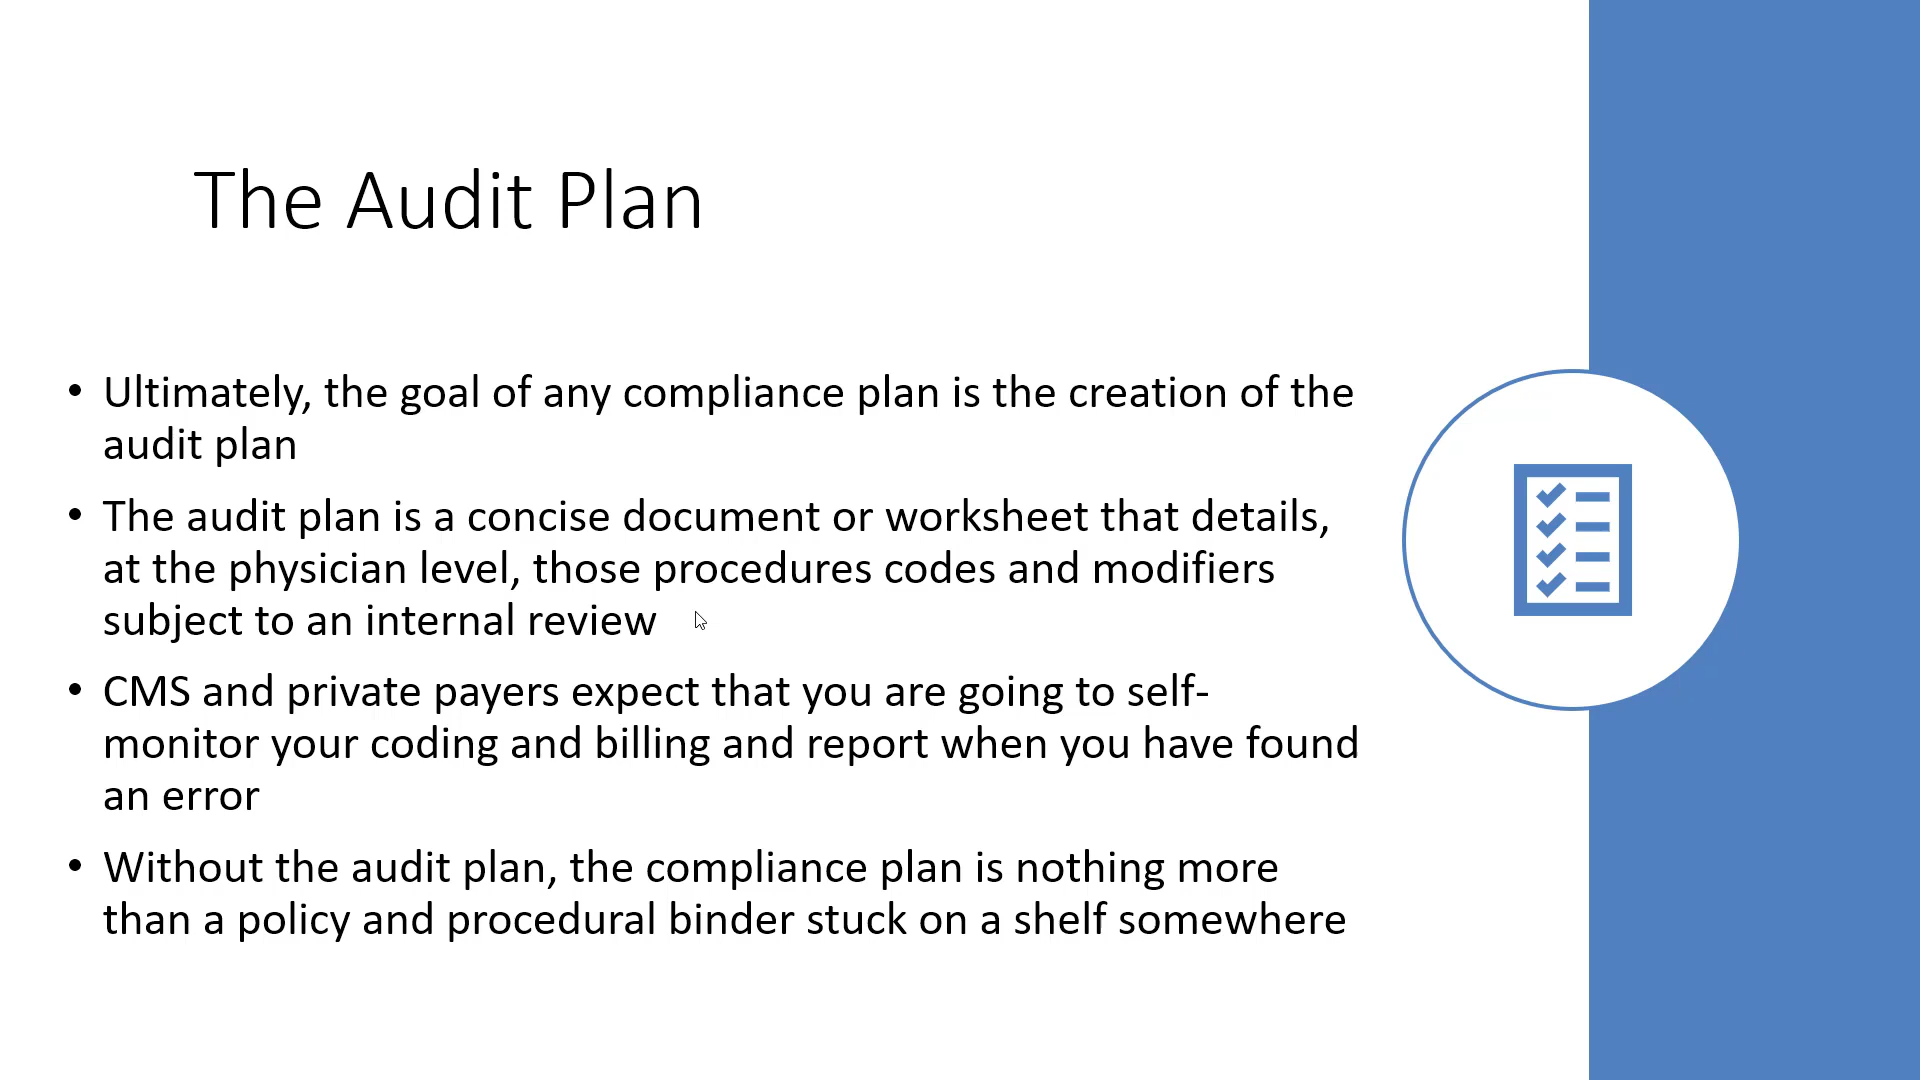 The Audit Plan
• Ultimately, the goal of any compliance plan is the creation of the
audit plan
• The audit plan is a concise document or worksheet that details,
at the physician level, those procedures codes and modifiers
subject to an internal review
• CMS and private payers expect that you are going to self-
monitor your coding and billing and report when you have found
an error
• Without the audit plan, the compliance plan is nothing more
than a policy and procedural binder stuck on a shelf somewhere